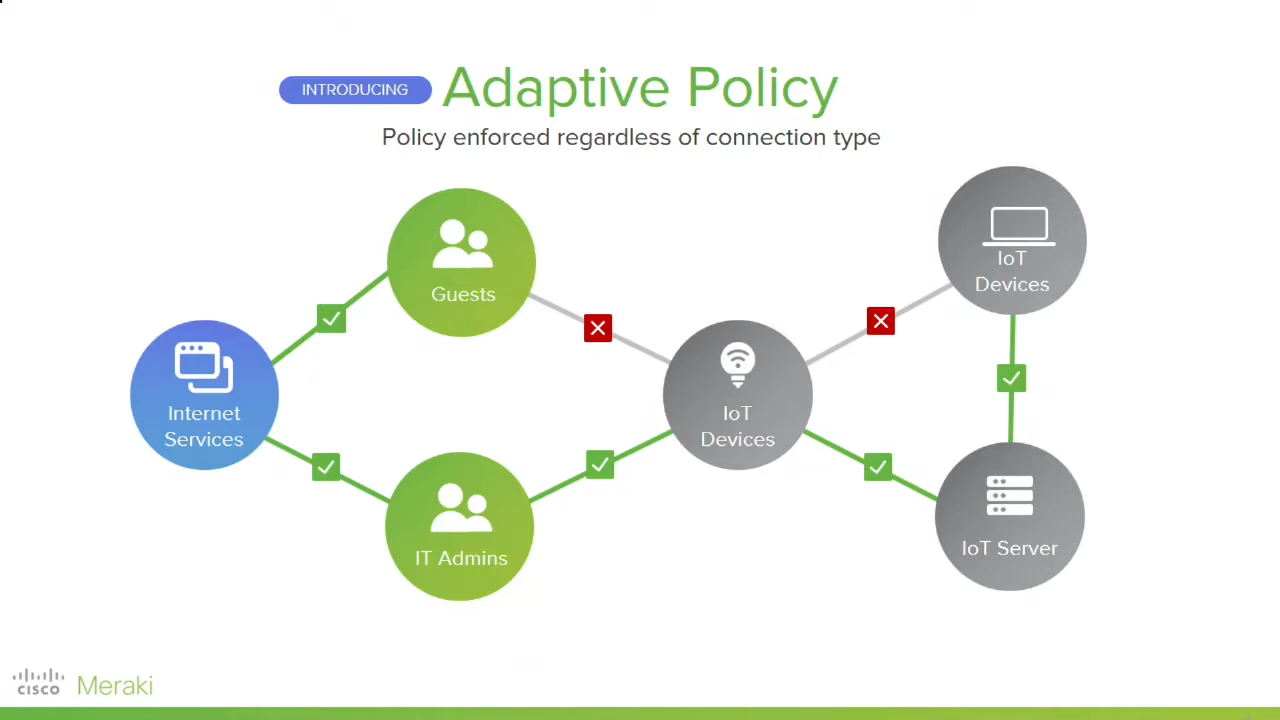 INTRODUCING Adaptive Policy
Policy enforced regardless of connection type
Guests
IoT
Devices
Internet
Services
IoT
Devices
IT Admins
IoT Server
cisco Meraki